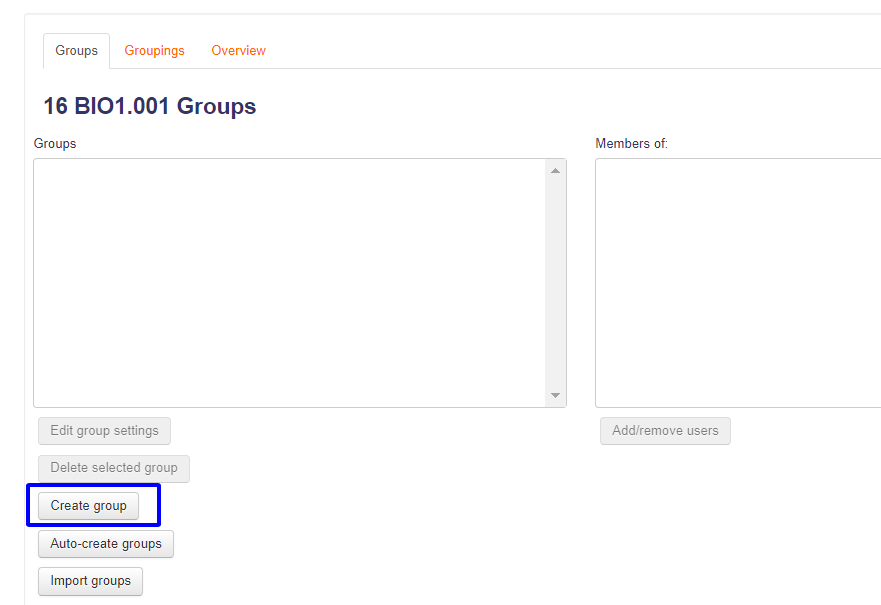 Groups Groupings Overview
16 BIO1.001 Groups
Groups Members of:
Edit group settings Add/remove users
Delete selected group
Create group
Auto-create groups
Import groups